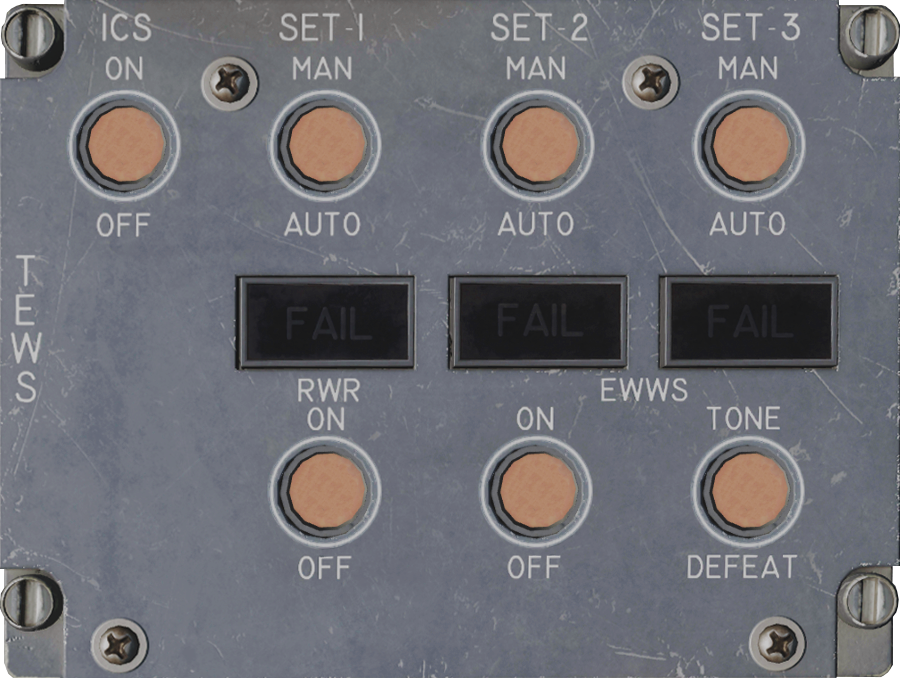 ICS SET-1 SET-2 SET-3
ON MAN MAN MAN
OFF AUTO AUTO AUTO
TEWS
FAIL FAIL FAIL
RWR EWWS
ON ON TONE
OFF OFF DEFEAT